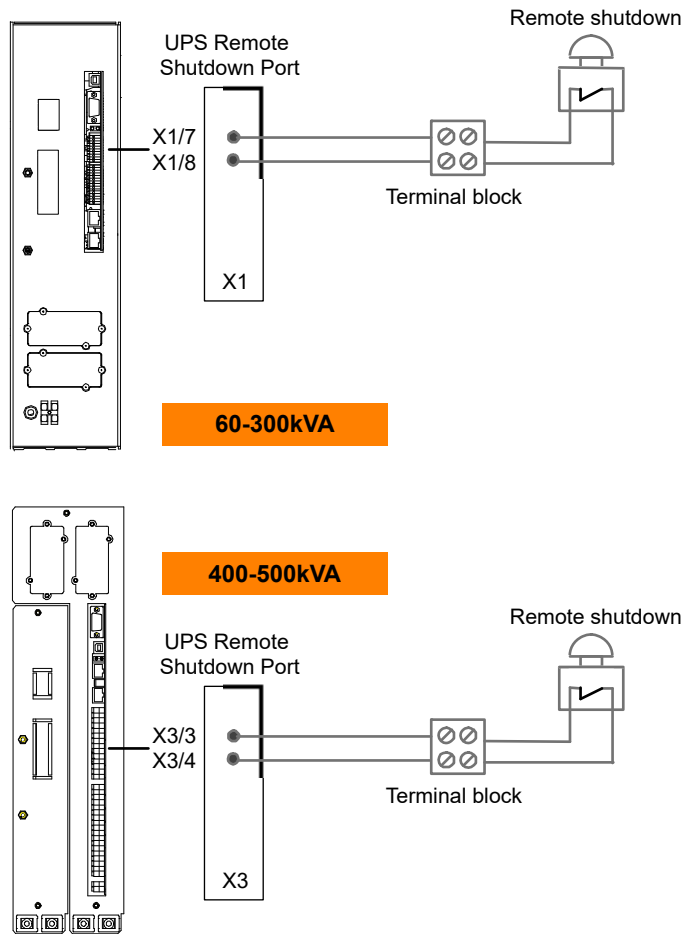 Remote shutdown
UPS Remote
Shutdown Port
X1/7
X1/8
Terminal block
X1
60-300kVA
400-500kVA
Remote shutdown
UPS Remote
Shutdown Port
X3/3
X3/4
Terminal block
X3